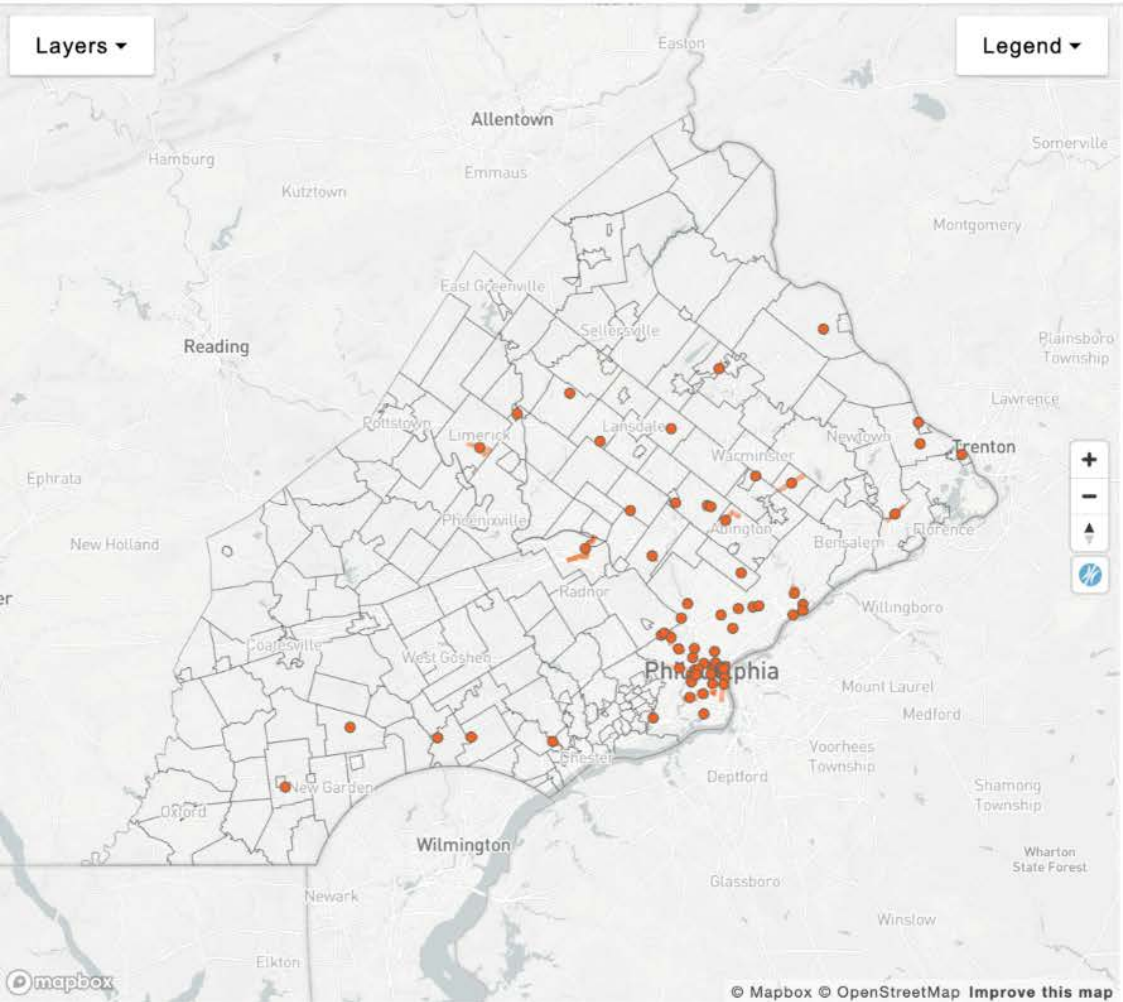 Layers
Legend
Easton
Allentown
Somerville
Hamburg
Emmaus
Kutztown
Montgomery
East Greenville
Sellersville
Plainsboro
Township
Reading
Lawrence
Pottstown
Limerick
Lansdale
Newtown
Trenton
Warminster
Ephrata
Phoenixville
Abington
Florence
New Holland
Bensalem
Radnor
Willingboro
Coatesville
West Goshen
Mount Laurel
Medford
Voorhees
Township
Chester
Deptford
New Garden
Shamong
Township
Oxford
Wilmington
Wharton
State Forest
Glassboro
Newark
Winslow
Elkton
mapbox
© Mapbox © OpenStreetMap Improve this map